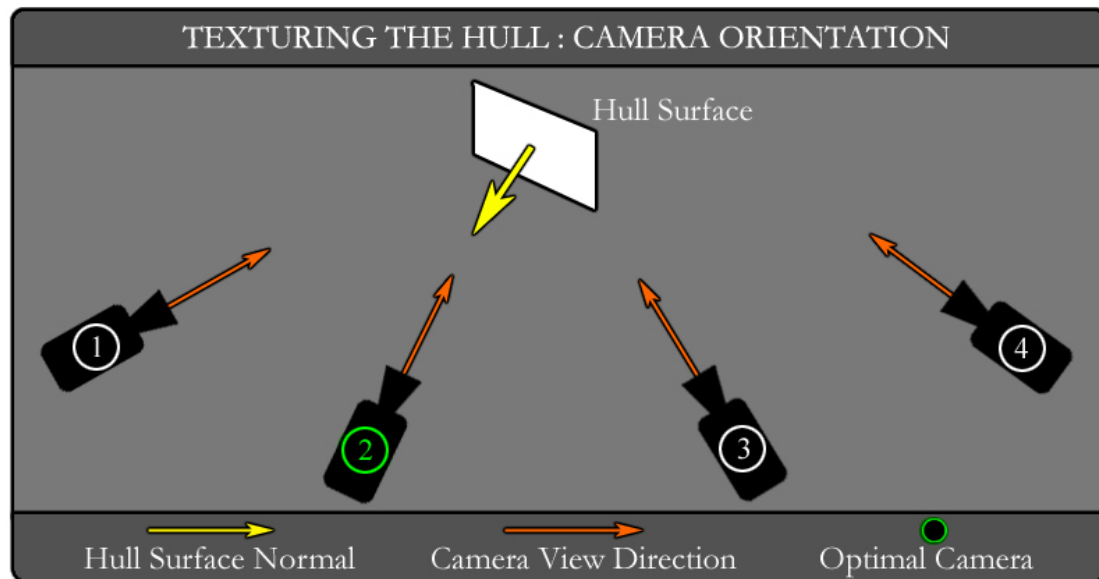 TEXTURING THE HULL : CAMERA ORIENTATION
Hull Surface
1
2
3
4
Hull Surface Normal
Camera View Direction
Optimal Camera